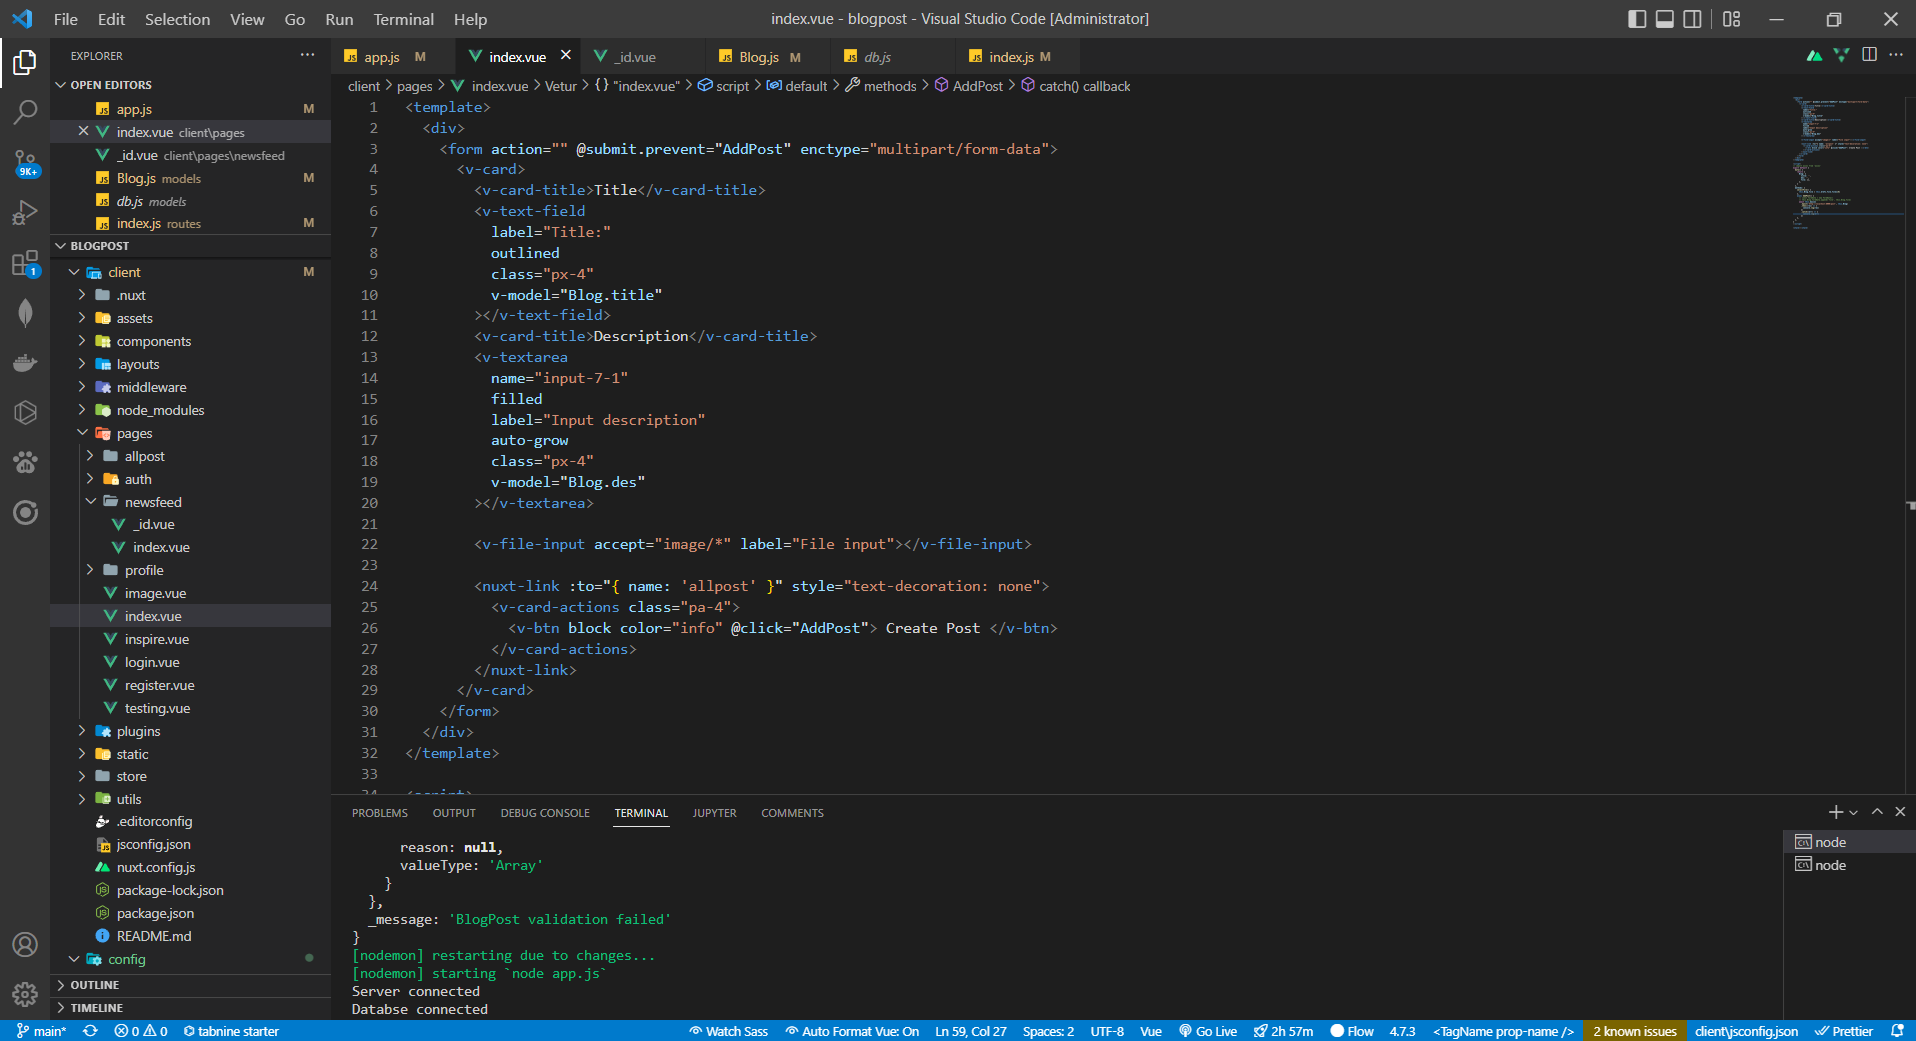 File Edit Selection View Go Run Terminal Help
index.vue - blogpost - Visual Studio Code [Administrator]
EXPLORER
OPEN EDITORS
app.js M
index.vue client\pages
_id.vue client\pages\newsfeed
Blog.js models M
db.js models
index.js routes M
BLOGPOST
client M
.nuxt
assets
components
layouts
middleware
node_modules
pages
allpost
auth
newsfeed
_id.vue
index.vue
profile
image.vue
index.vue
inspire.vue
login.vue
register.vue
testing.vue
plugins
static
store
utils
.editorconfig
jsconfig.json
nuxt.config.js
package-lock.json
package.json
README.md
config
OUTLINE
TIMELINE
9K+
1
app.js M index.vue _id.vue Blog.js M db.js index.js M
client > pages > index.vue > Vetur > {} "index.vue" > script > default > methods > AddPost > catch() callback
1 <template>
2 <div>
3 <form action="" @submit.prevent="AddPost" enctype="multipart/form-data">
4 <v-card>
5 <v-card-title>Title</v-card-title>
6 <v-text-field
7 label="Title:"
8 outlined
9 class="px-4"
10 v-model="Blog.title"
11 ></v-text-field>
12 <v-card-title>Description</v-card-title>
13 <v-textarea
14 name="input-7-1"
15 filled
16 label="Input description"
17 auto-grow
18 class="px-4"
19 v-model="Blog.des"
20 ></v-textarea>
21
22 <v-file-input accept="image/*" label="File input"></v-file-input>
23
24 <nuxt-link :to="{ name: 'allpost' }" style="text-decoration: none">
25 <v-card-actions class="pa-4">
26 <v-btn block color="info" @click="AddPost"> Create Post </v-btn>
27 </v-card-actions>
28 </nuxt-link>
29 </v-card>
30 </form>
31 </div>
32 </template>
33
34 <script>
PROBLEMS OUTPUT DEBUG CONSOLE TERMINAL JUPYTER COMMENTS
reason: null,
valueType: 'Array'
}
},
_message: 'BlogPost validation failed'
}
[nodemon] restarting due to changes...
[nodemon] starting `node app.js`
Server connected
Databse connected
node
node
main* 0 0 tabnine starter Watch Sass Auto Format Vue: On Ln 59, Col 27 Spaces: 2 UTF-8 Vue Go Live 2h 57m Flow 4.7.3 <TagName prop-name /> 2 known issues client\jsconfig.json Prettier